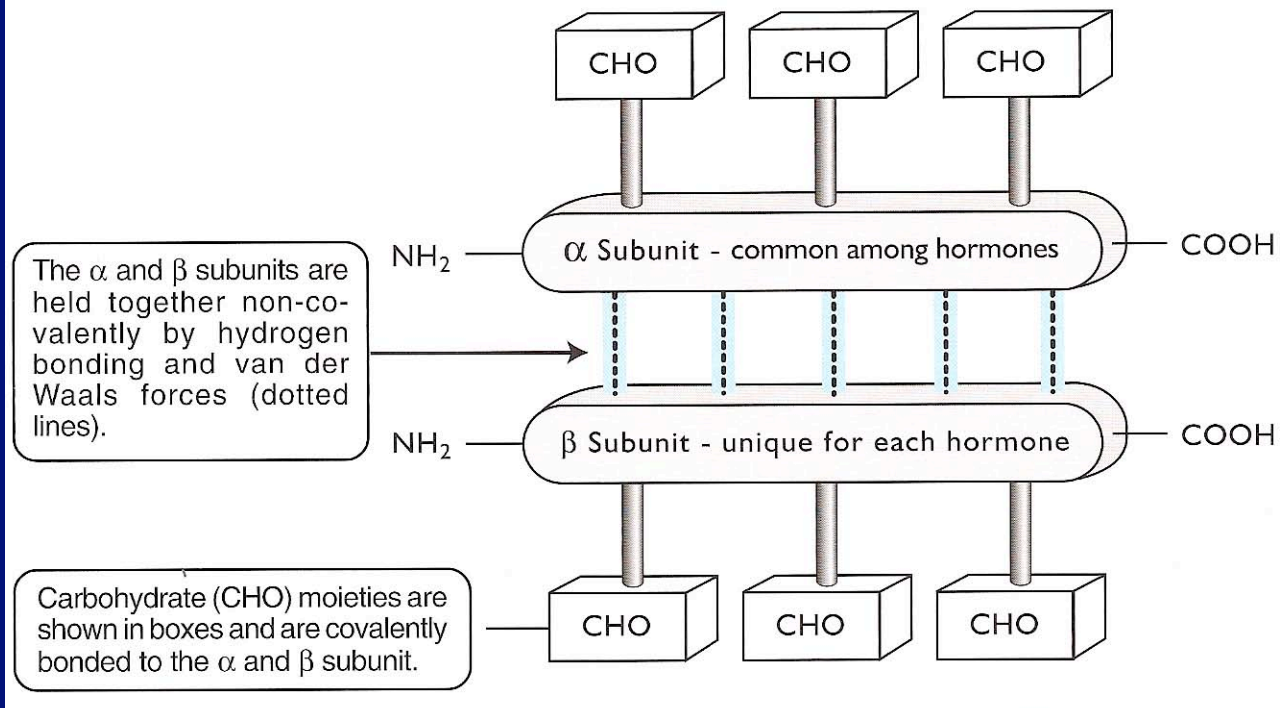 CHO CHO CHO
NH₂ α Subunit - common among hormones COOH
The α and β subunits are
held together non-co-
valently by hydrogen
bonding and van der
Waals forces (dotted
lines).
NH₂ β Subunit - unique for each hormone COOH
Carbohydrate (CHO) moieties are
shown in boxes and are covalently
bonded to the α and β subunit.
CHO CHO CHO